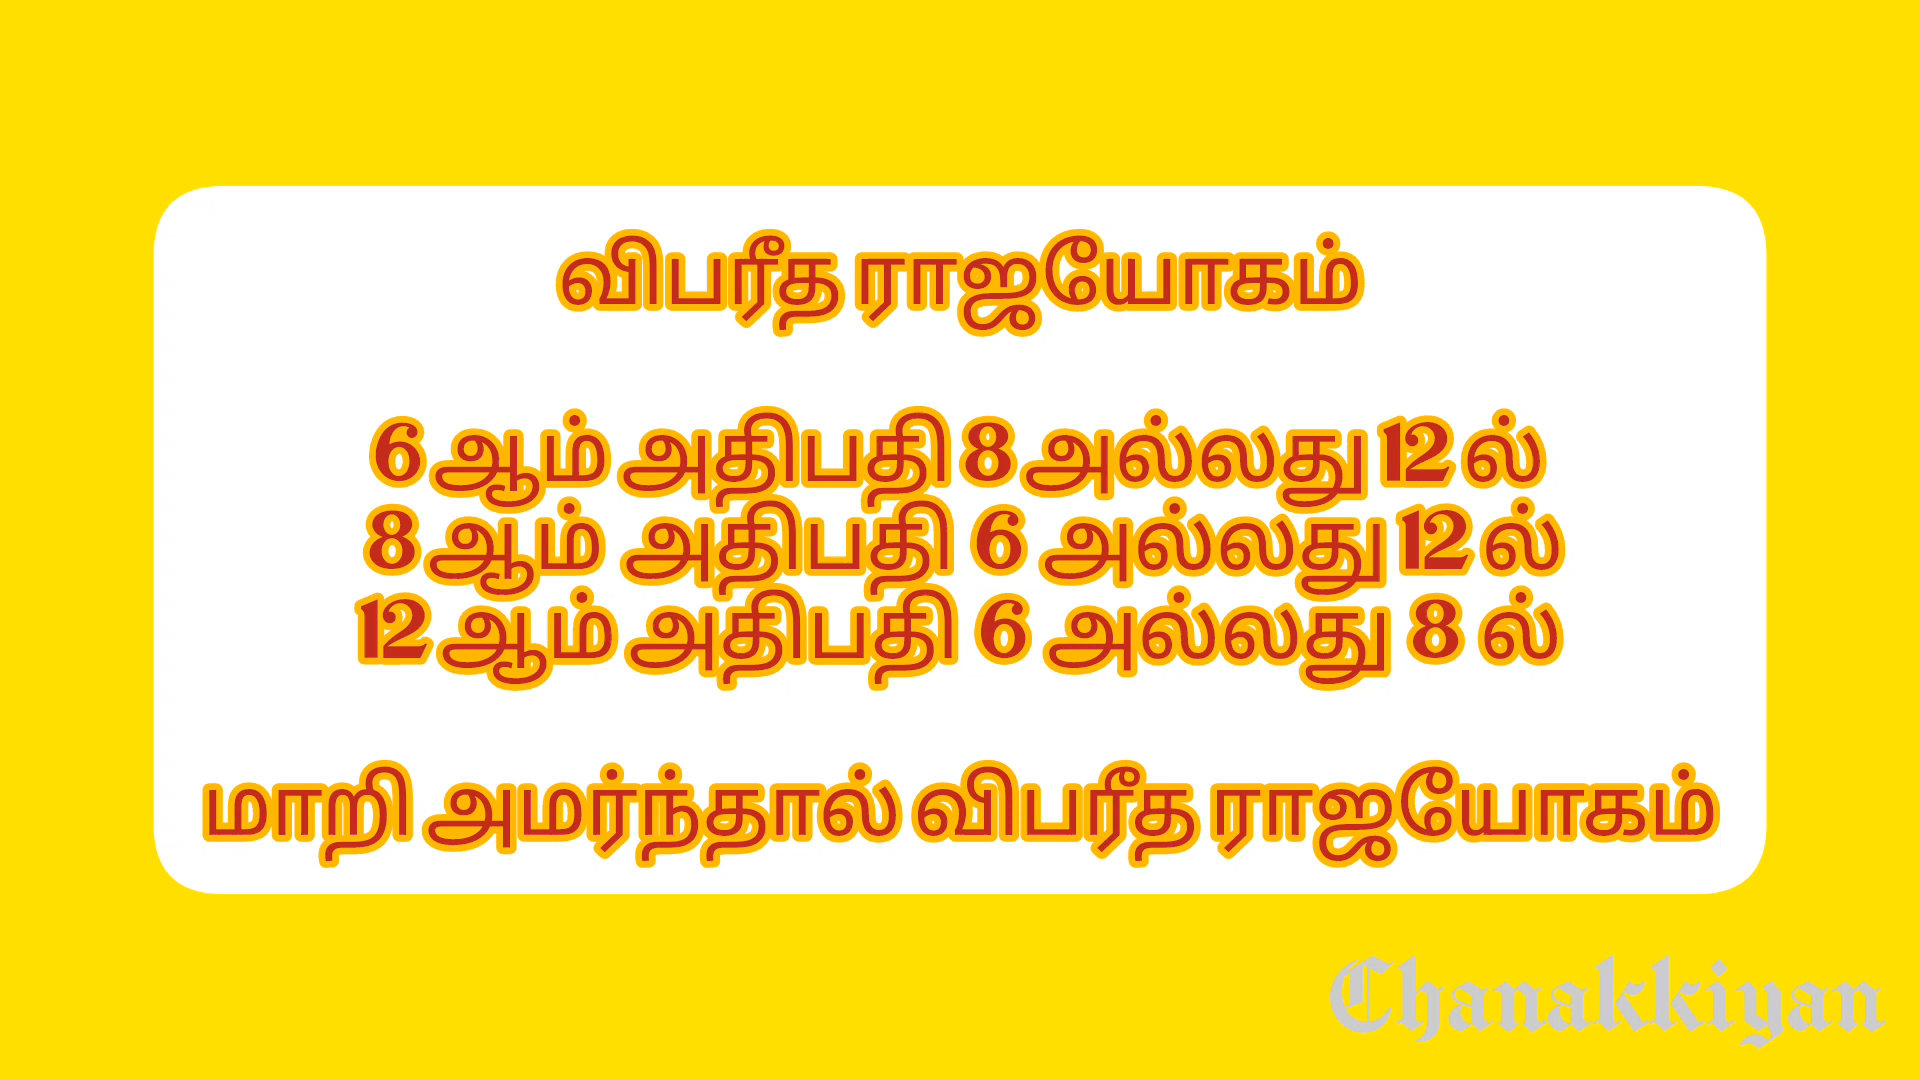 விபரீத ராஜயோகம்
6 ஆம் அதிபதி 8 அல்லது 12 ல்
8 ஆம் அதிபதி 6 அல்லது 12 ல்
12 ஆம் அதிபதி 6 அல்லது 8 ல்
மாறி அமர்ந்தால் விபரீத ராஜயோகம்
Chanakkiyan